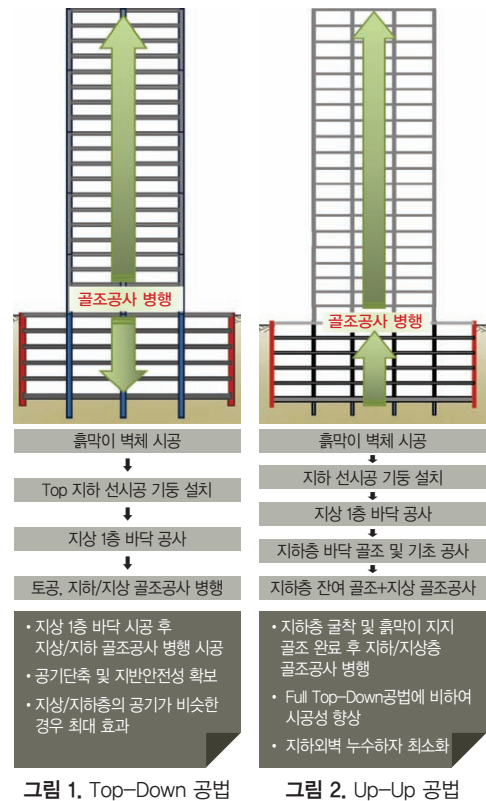 골조공사 병행
흙막이 벽체 시공
Top 지하 선시공 기둥 설치
지상 1층 바닥 공사
토공, 지하/지상 골조공사 병행
• 지상 1층 바닥 시공 후
지상/지하 골조공사 병행 시공
• 공기단축 및 지반안전성 확보
• 지상/지하층의 공기가 비슷한
경우 최대 효과
그림 1. Top-Down 공법
골조공사 병행
흙막이 벽체 시공
지하 선시공 기둥 설치
지상 1층 바닥 공사
지하층 바닥 골조 및 기초 공사
지하층 잔여 골조+지상 골조공사
• 지하층 굴착 및 흙막이 지지
골조 완료 후 지하/지상층
골조공사 병행
• Full Top-Down공법에 비하여
시공성 향상
• 지하외벽 누수하자 최소화
그림 2. Up-Up 공법